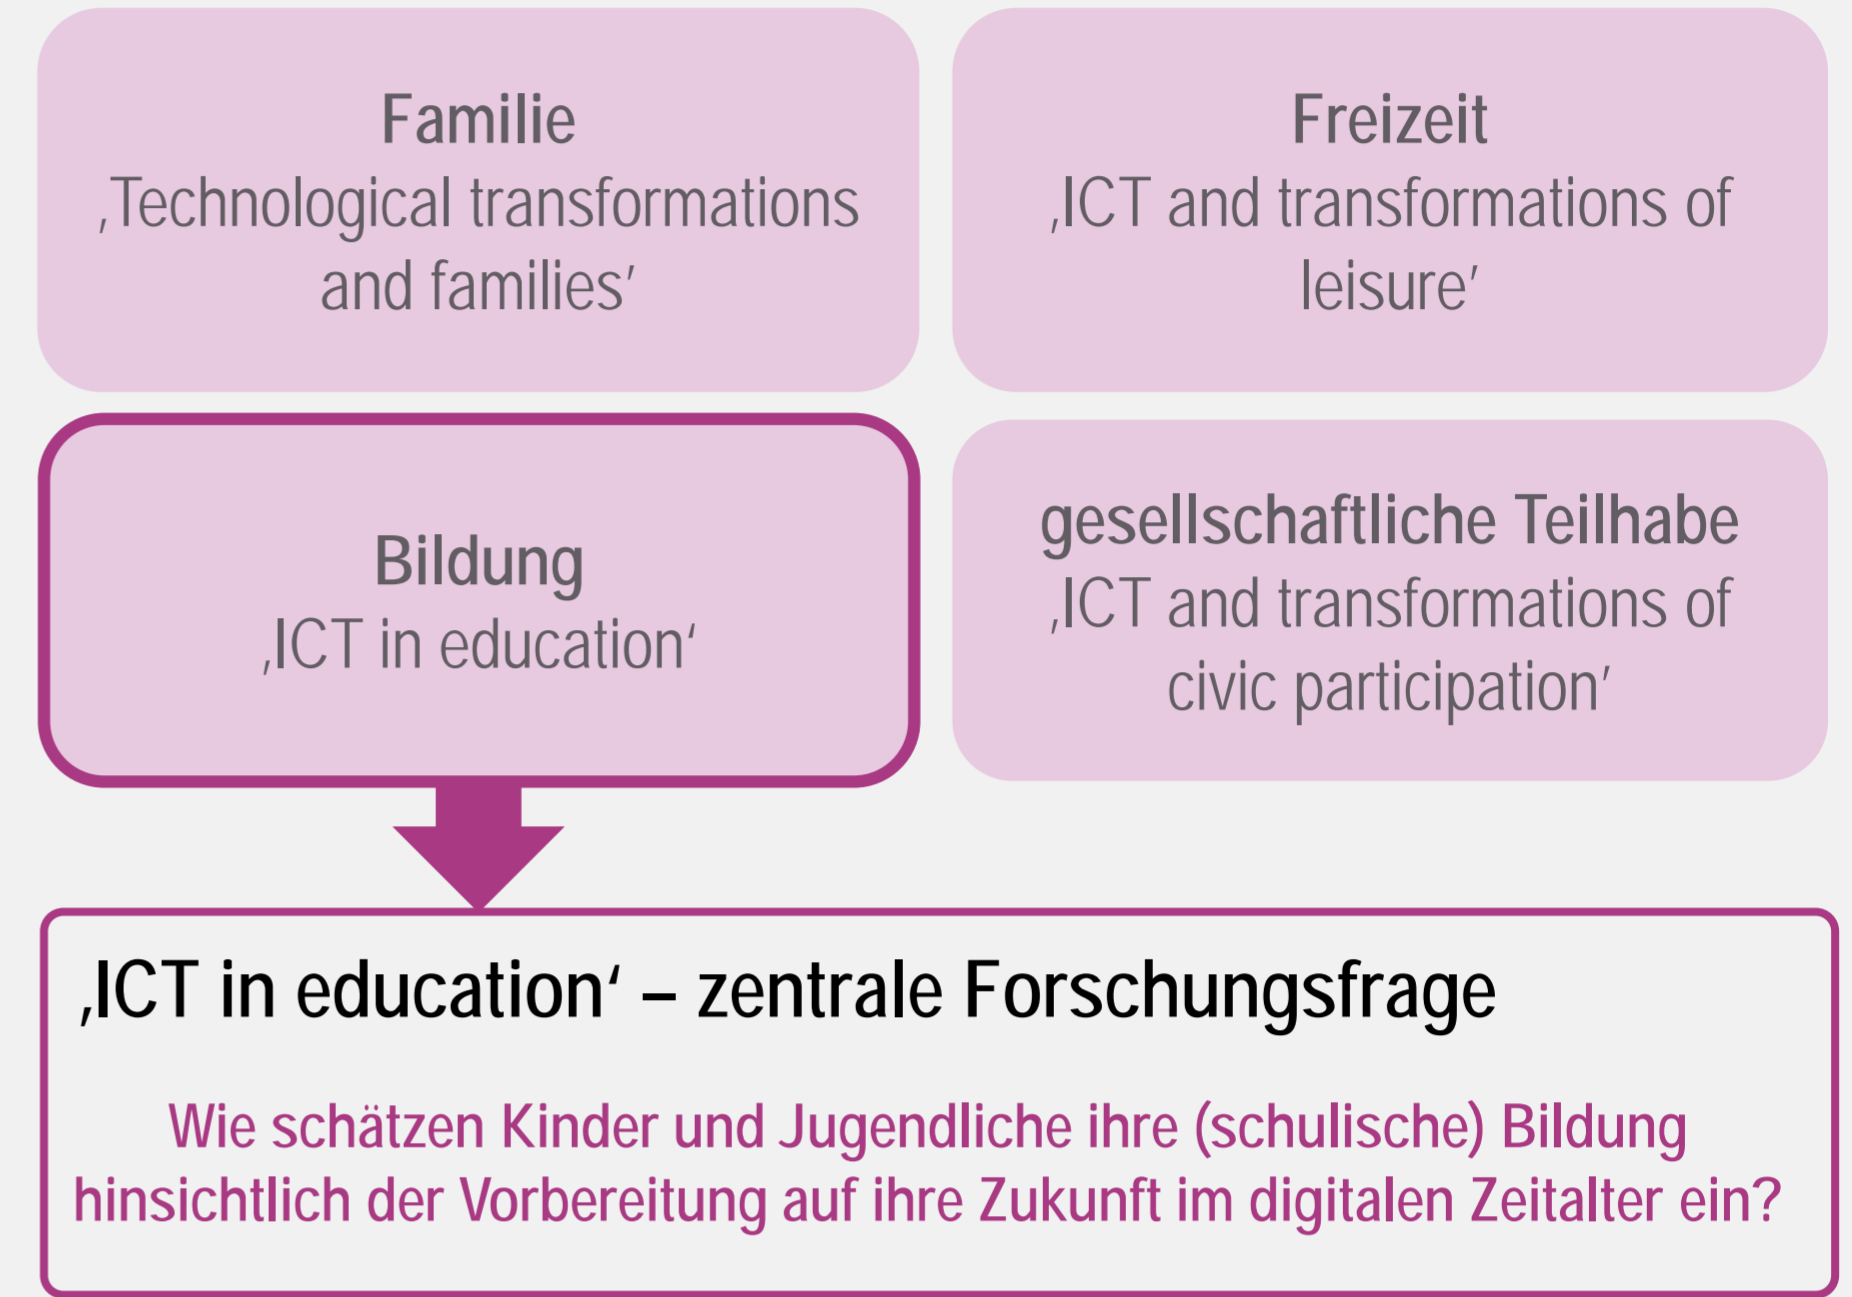 Familie
‚Technological transformations
and families’
Freizeit
‚ICT and transformations of
leisure’
Bildung
‚ICT in education‘
gesellschaftliche Teilhabe
‚ICT and transformations of
civic participation’
‚ICT in education‘ – zentrale Forschungsfrage
Wie schätzen Kinder und Jugendliche ihre (schulische) Bildung
hinsichtlich der Vorbereitung auf ihre Zukunft im digitalen Zeitalter ein?